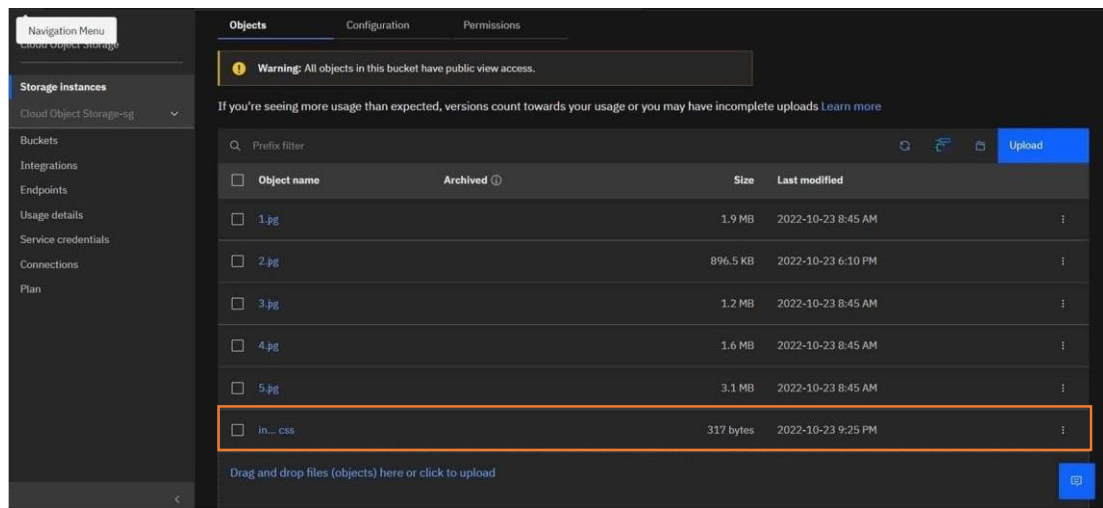 Navigation Menu
Cloud Object Storage
Storage instances
Cloud Object Storage-sg
Buckets
Integrations
Endpoints
Usage details
Service credentials
Connections
Plan
Objects Configuration Permissions
Warning: All objects in this bucket have public view access.
If you're seeing more usage than expected, versions count towards your usage or you may have incomplete uploads Learn more
Prefix filter Upload
Object name Archived Size Last modified
1.jpg 1.9 MB 2022-10-23 8:45 AM
2.jpg 896.5 KB 2022-10-23 6:10 PM
3.jpg 1.2 MB 2022-10-23 8:45 AM
4.jpg 1.6 MB 2022-10-23 8:45 AM
5.jpg 3.1 MB 2022-10-23 8:45 AM
in... css 317 bytes 2022-10-23 9:25 PM
Drag and drop files (objects) here or click to upload